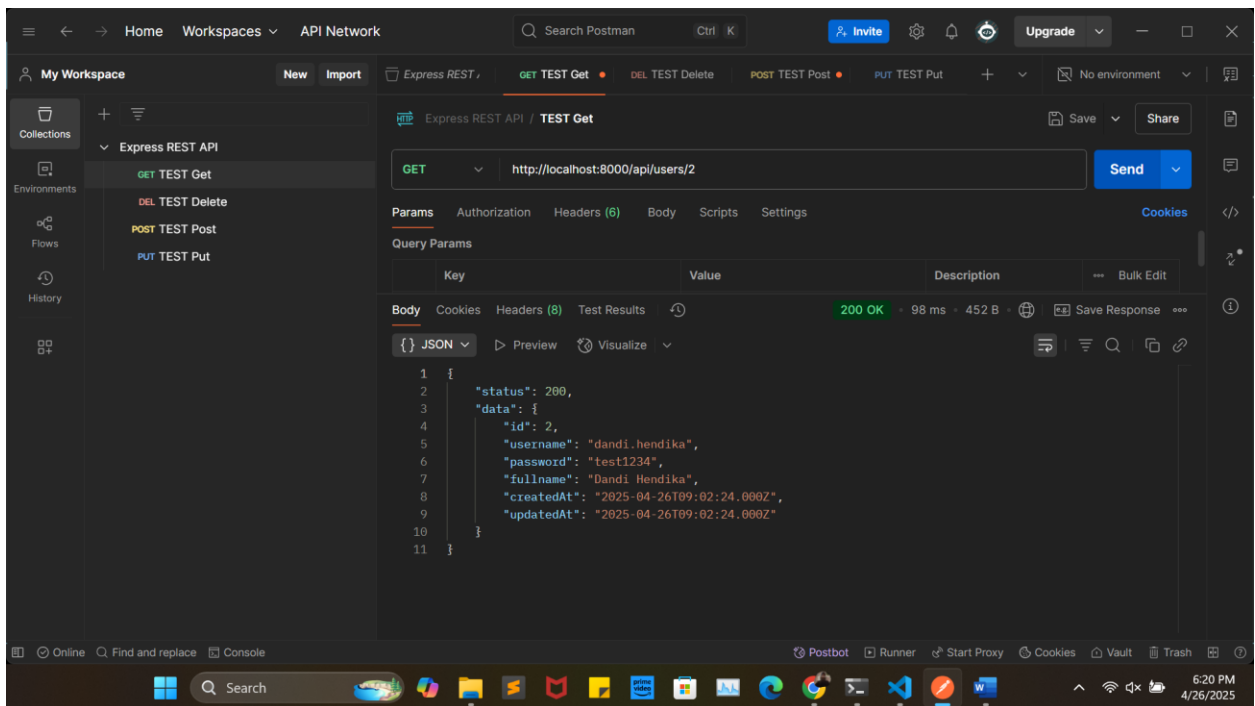 Home Workspaces API Network Search Postman Ctrl K Invite Upgrade
My Workspace New Import Express REST GET TEST Get DEL TEST Delete POST TEST Post PUT TEST Put No environment
Collections
Environments
Flows
History
Express REST API
GET TEST Get
DEL TEST Delete
POST TEST Post
PUT TEST Put
HTTP Express REST API / TEST Get Save Share
GET http://localhost:8000/api/users/2 Send
Params Authorization Headers (6) Body Scripts Settings Cookies
Query Params
Key Value Description Bulk Edit
Body Cookies Headers (8) Test Results 200 OK 98 ms 452 B e.g. Save Response
{} JSON Preview Visualize
1 {
2 "status": 200,
3 "data": {
4 "id": 2,
5 "username": "dandi.hendika",
6 "password": "test1234",
7 "fullname": "Dandi Hendika",
8 "createdAt": "2025-04-26T09:02:24.000Z",
9 "updatedAt": "2025-04-26T09:02:24.000Z"
10 }
11 }
Online Find and replace Console Postbot Runner Start Proxy Cookies Vault Trash
Search prime video 6:20 PM
4/26/2025